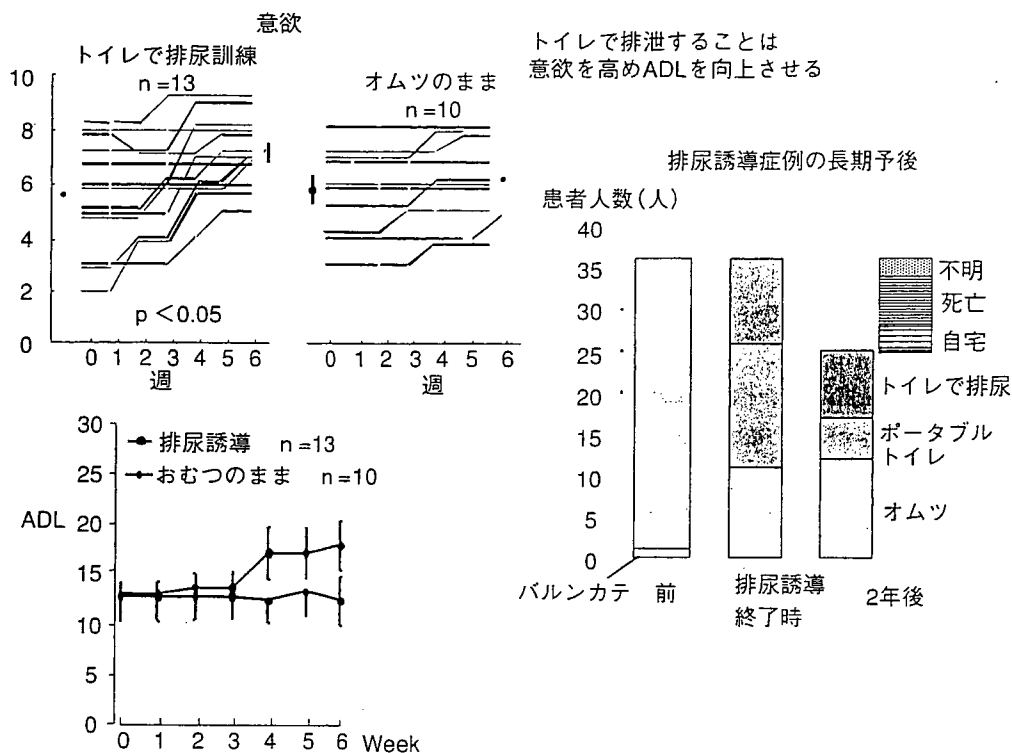 意欲
トイレで排尿訓練
n=13
オムツのまま
n=10
10
8
6
4
2
0
p<0.05
0 1 2 3 4 5 6
週
0 1 2 3 4 5 6
週
トイレで排泄することは
意欲を高めADLを向上させる
排尿誘導症例の長期予後
患者人数(人)
40
35
30
25
20
15
10
5
0
不明
死亡
自宅
トイレで排尿
ポータブル
トイレ
オムツ
バルンカテ
前
排尿誘導
終了時
2年後
30
25
20
15
10
5
0
ADL
排尿誘導 n=13
おむつのまま n=10
0 1 2 3 4 5 6 Week